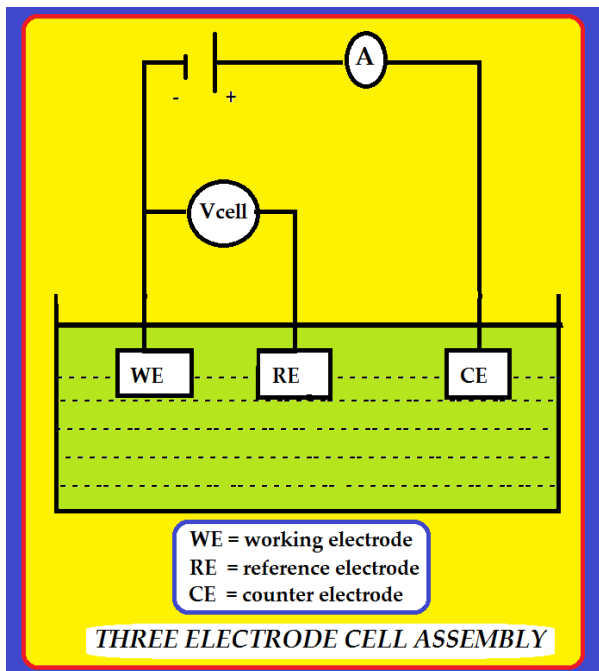 A
- +
Vcell
WE RE CE
WE = working electrode
RE = reference electrode
CE = counter electrode
THREE ELECTRODE CELL ASSEMBLY